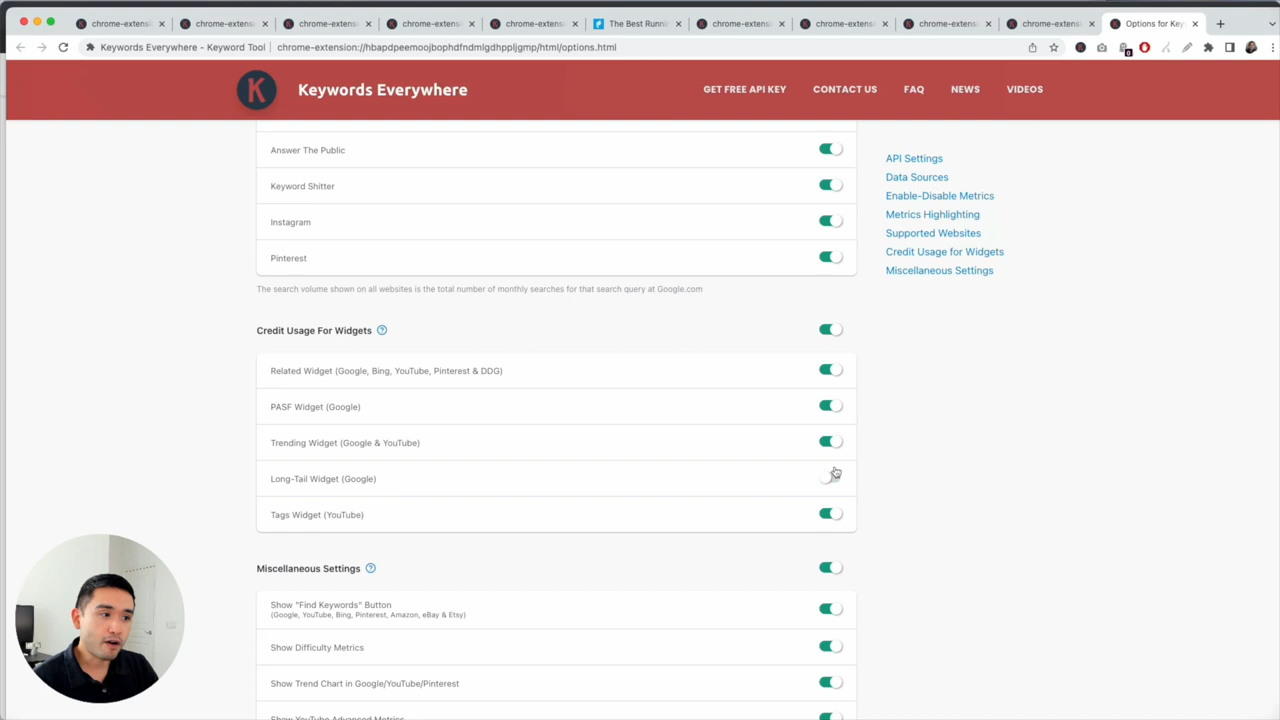 chrome-extens
chrome-extensi
chrome-extensi
chrome-extensi
chrome-extensi
The Best Runni
chrome-extensi
chrome-extensi
chrome-extensi
chrome-extensi
Options for Key
Keywords Everywhere - Keyword Tool
chrome-extension://hbapdpeemoojbophdfndmlgdhppljgmp/html/options.html
0
K
Keywords Everywhere
GET FREE API KEY
CONTACT US
FAQ
NEWS
VIDEOS
Answer The Public
Keyword Shitter
Instagram
Pinterest
The search volume shown on all websites is the total number of monthly searches for that search query at Google.com
API Settings
Data Sources
Enable-Disable Metrics
Metrics Highlighting
Supported Websites
Credit Usage for Widgets
Miscellaneous Settings
Credit Usage For Widgets ?
Related Widget (Google, Bing, YouTube, Pinterest & DDG)
PASF Widget (Google)
Trending Widget (Google & YouTube)
Long-Tail Widget (Google)
Tags Widget (YouTube)
Miscellaneous Settings ?
Show "Find Keywords" Button
(Google, YouTube, Bing, Pinterest, Amazon, eBay & Etsy)
Show Difficulty Metrics
Show Trend Chart in Google/YouTube/Pinterest
Show YouTube Advanced Metrics